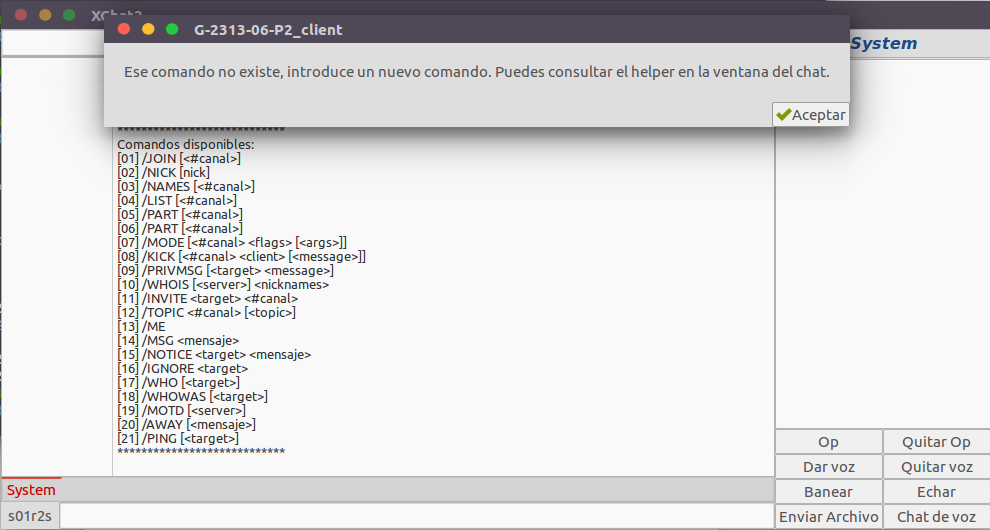 XChat2
G-2313-06-P2_client
System
Ese comando no existe, introduce un nuevo comando. Puedes consultar el helper en la ventana del chat.
Aceptar
****************************
Comandos disponibles:
[01] /JOIN [<#canal>]
[02] /NICK [nick]
[03] /NAMES [<#canal>]
[04] /LIST [<#canal>]
[05] /PART [<#canal>]
[06] /PART [<#canal>]
[07] /MODE [<#canal> <flags> [<args>]]
[08] /KICK [<#canal> <client> [<message>]]
[09] /PRIVMSG [<target> <message>]
[10] /WHOIS [<server>] <nicknames>
[11] /INVITE <target> <#canal>
[12] /TOPIC <#canal> [<topic>]
[13] /ME
[14] /MSG <mensaje>
[15] /NOTICE <target> <mensaje>
[16] /IGNORE <target>
[17] /WHO [<target>]
[18] /WHOWAS [<target>]
[19] /MOTD [<server>]
[20] /AWAY [<mensaje>]
[21] /PING [<target>]
****************************
Op
Quitar Op
Dar voz
Quitar voz
Banear
Echar
Enviar Archivo
Chat de voz
System
s01r2s